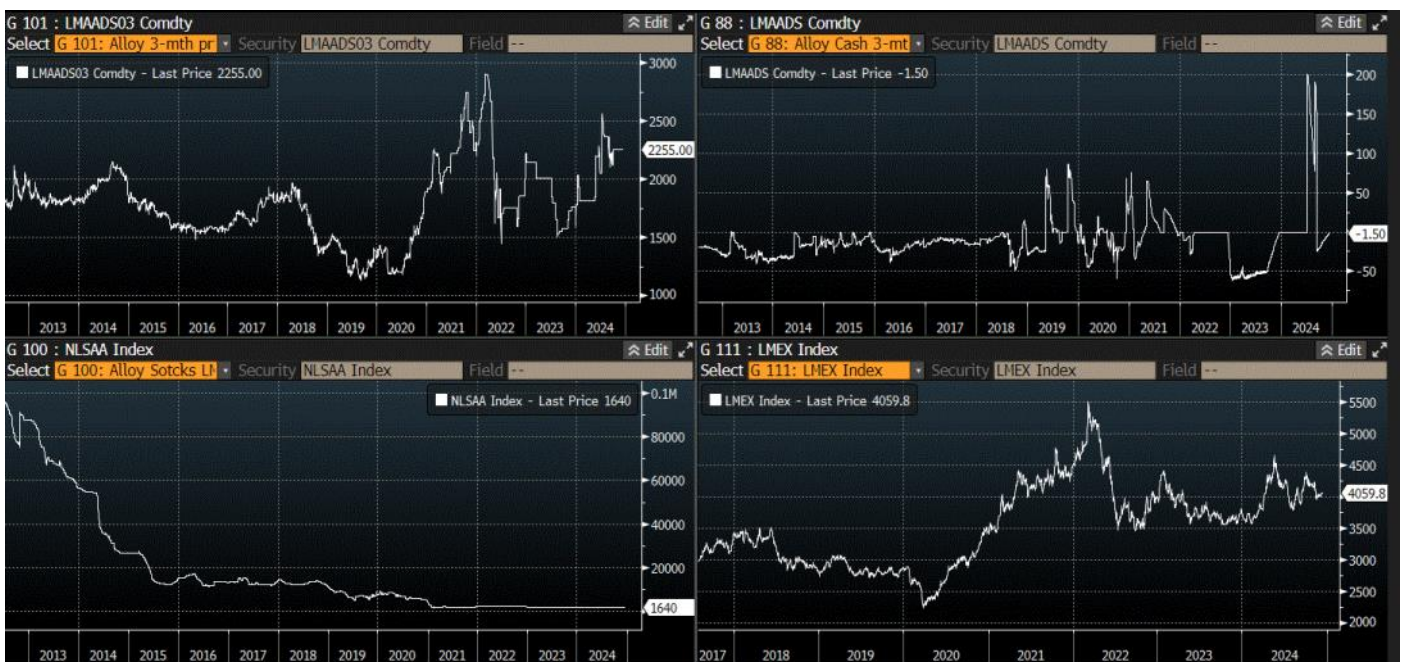 G 101 : LMAADS03 Comdty Edit
Select G 101: Alloy 3-mth pr Security LMAADS03 Comdty Field --
LMAADS03 Comdty - Last Price 2255.00
3000
2500
2255.00
2000
1500
1000
2013 2014 2015 2016 2017 2018 2019 2020 2021 2022 2023 2024
G 88 : LMAADS Comdty Edit
Select G 88: Alloy Cash 3-mt Security LMAADS Comdty Field --
LMAADS Comdty - Last Price -1.50
200
150
100
50
-1.50
-50
2013 2014 2015 2016 2017 2018 2019 2020 2021 2022 2023 2024
G 100 : NLSAA Index Edit
Select G 100: Alloy Sotcks LM Security NLSAA Index Field --
NLSAA Index - Last Price 1640
0.1M
80000
60000
40000
20000
1640
2013 2014 2015 2016 2017 2018 2019 2020 2021 2022 2023 2024
G 111 : LMEX Index Edit
Select G 111: LMEX Index Security LMEX Index Field --
LMEX Index - Last Price 4059.8
5500
5000
4500
4059.8
3500
3000
2500
2000
2017 2018 2019 2020 2021 2022 2023 2024